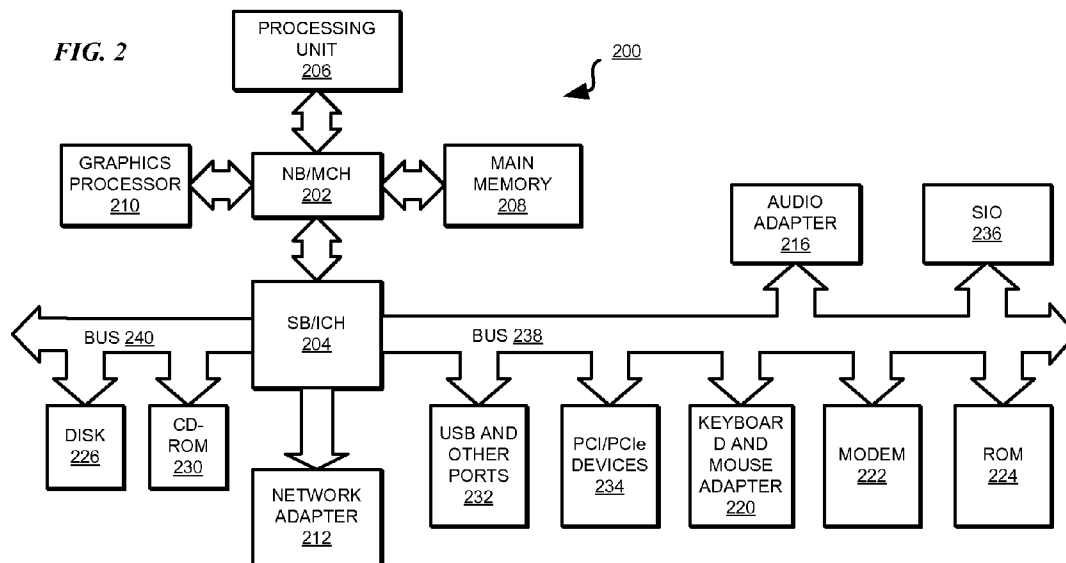 FIG. 2
PROCESSING
UNIT
206
200
GRAPHICS
PROCESSOR
210
NB/MCH
202
MAIN
MEMORY
208
AUDIO
ADAPTER
216
SIO
236
SB/ICH
204
BUS 240
BUS 238
DISK
226
CD-
ROM
230
NETWORK
ADAPTER
212
USB AND
OTHER
PORTS
232
PCI/PCIe
DEVICES
234
KEYBOAR
D AND
MOUSE
ADAPTER
220
MODEM
222
ROM
224